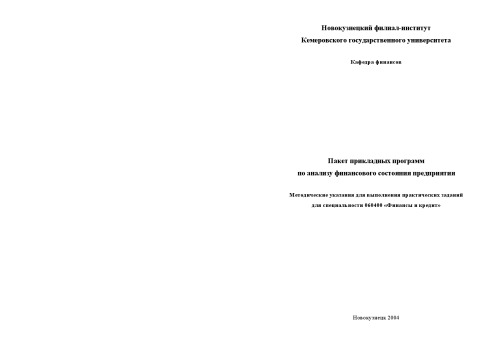 Новокузнецкий филиал-институт
Кемеровского государственного университета
Кафедра финансов
Пакет прикладных программ
по анализу финансового состояния предприятия
Методические указания для выполнения практических заданий
для специальности 060400 «Финансы и кредит»
Новокузнецк 2004